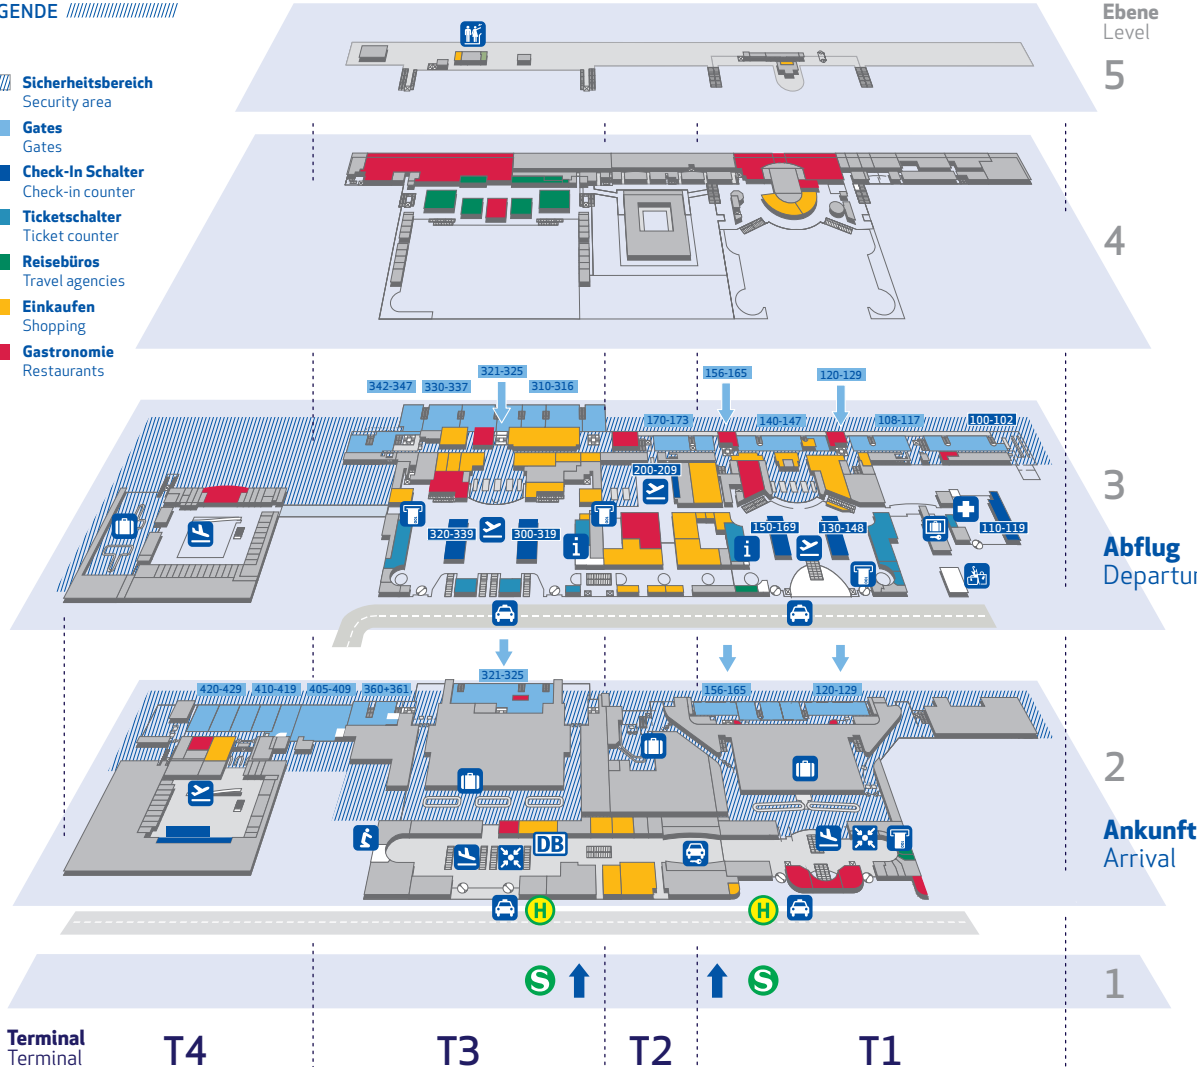 GENDE
Sicherheitsbereich
Security area
Gates
Gates
Check-In Schalter
Check-in counter
Ticketschalter
Ticket counter
Reisebüros
Travel agencies
Einkaufen
Shopping
Gastronomie
Restaurants
Ebene
Level
5
4
321-325
156-165
120-129
342-347
330-337
310-316
170-173
140-147
108-117
100-102
200-209
3
320-339
300-319
150-169
130-148
110-119
i
i
Abflug
Departur
321-325
420-429
410-419
405-409
360+361
156-165
120-129
2
Ankunft
Arrival
DB
H
H
S
S
1
Terminal
Terminal
T4
T3
T2
T1